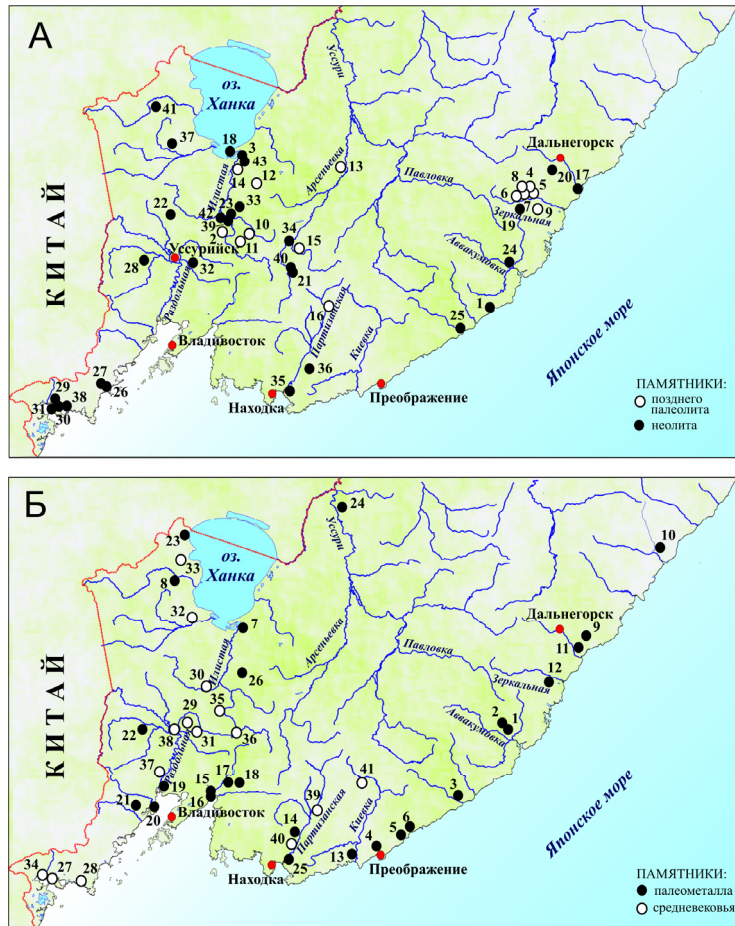 А
оз.
Ханка
Уссури
41
37
18
3
43
14
12
Илистая
Арсеньевка
13
Дальнегорск
20
17
Павловка
8
4
5
6
7
Зеркальная
9
19
КИТАЙ
22
42
23
33
39
2
10
11
34
15
40
21
Уссурийск
28
32
Раздольная
Аввакумовка
24
1
25
16
Партизанская
Киевка
Владивосток
27
26
36
35
Находка
Преображение
Японское море
29
31
30
38
ПАМЯТНИКИ:
позднего
палеолита
неолита
Б
оз.
Ханка
Уссури
24
23
33
8
32
7
10
Илистая
Арсеньевка
Дальнегорск
9
11
Павловка
Зеркальная
12
КИТАЙ
30
26
29
35
22
38
31
36
Аввакумовка
2
1
37
Раздольная
19
15
17
18
16
21
20
Владивосток
39
41
Партизанская
Киевка
3
14
40
25
13
4
5
6
Находка
Преображение
Японское море
34
27
28
ПАМЯТНИКИ:
палеометалла
средневековья